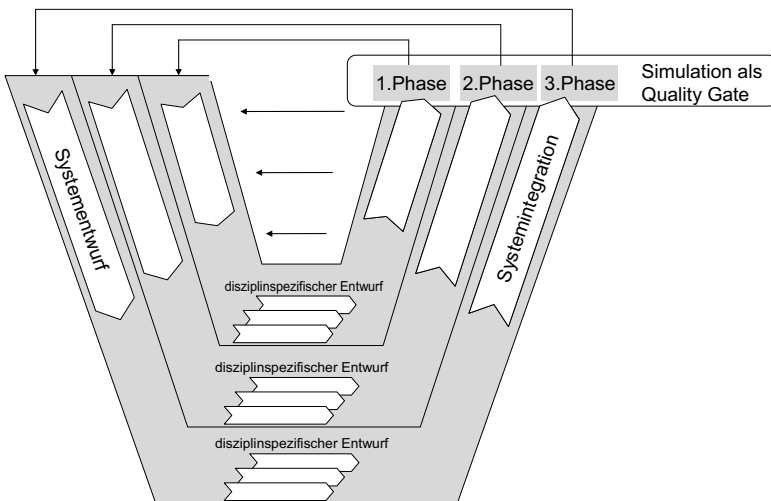 1.Phase 2.Phase 3.Phase
Simulation als
Quality Gate
Systementwurf
Systemintegration
disziplinspezifischer Entwurf
disziplinspezifischer Entwurf
disziplinspezifischer Entwurf